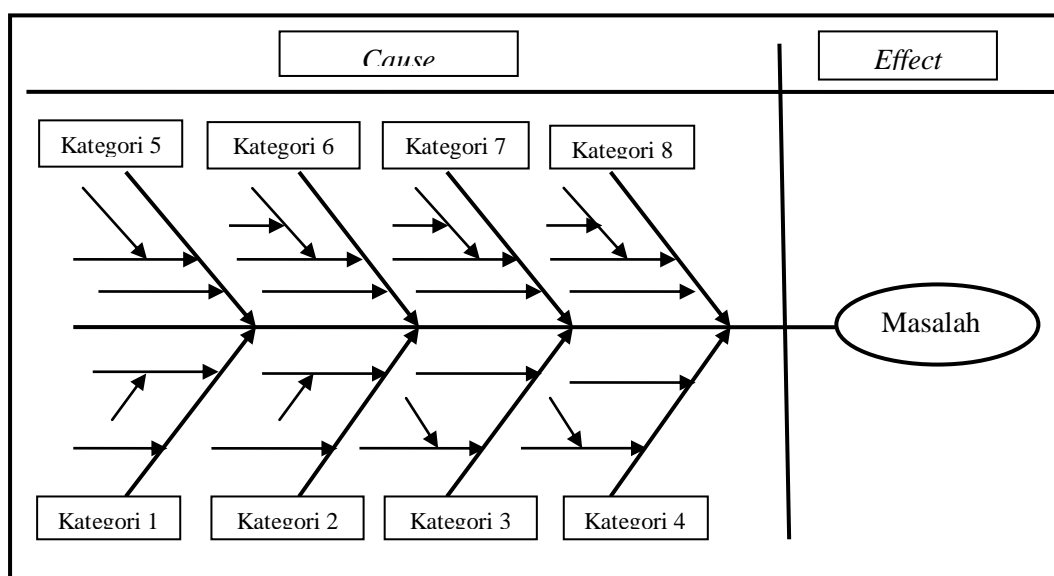 Cause
Effect
Kategori 5
Kategori 6
Kategori 7
Kategori 8
Masalah
Kategori 1
Kategori 2
Kategori 3
Kategori 4